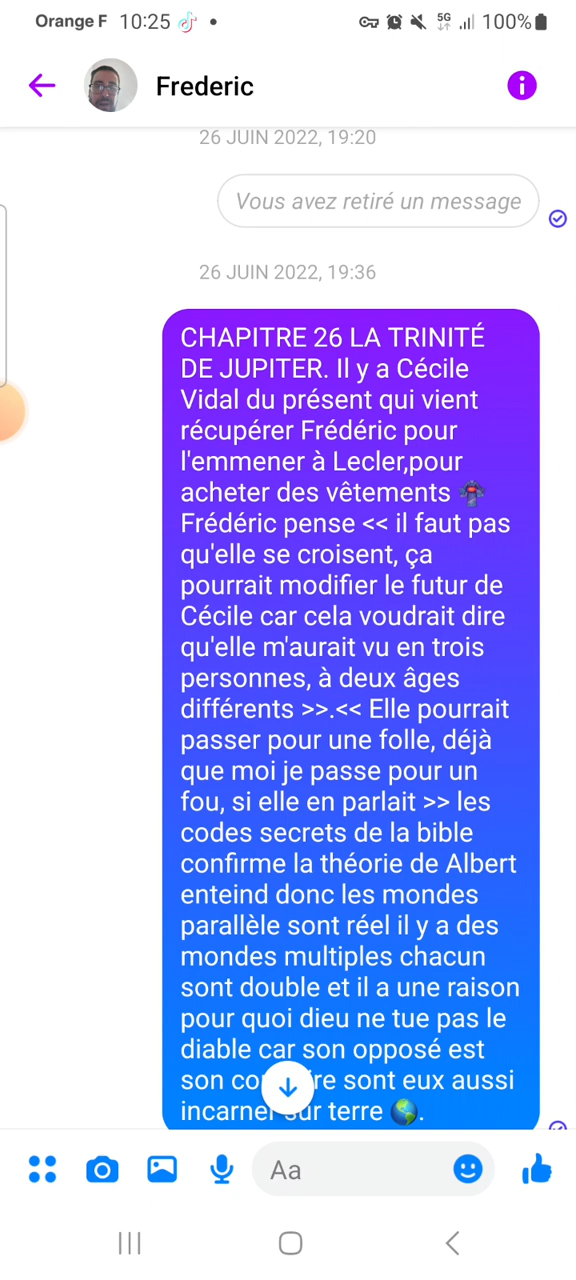 Orange F 10:25 5G 100%
Frederic
26 JUIN 2022, 19:20
Vous avez retiré un message
26 JUIN 2022, 19:36
CHAPITRE 26 LA TRINITÉ
DE JUPITER. Il y a Cécile
Vidal du présent qui vient
récupérer Frédéric pour
l'emmener à Lecler,pour
acheter des vêtements
Frédéric pense << il faut pas
qu'elle se croisent, ça
pourrait modifier le futur de
Cécile car cela voudrait dire
qu'elle m'aurait vu en trois
personnes, à deux âges
différents >>.<< Elle pourrait
passer pour une folle, déjà
que moi je passe pour un
fou, si elle en parlait >> les
codes secrets de la bible
confirme la théorie de Albert
enteind donc les mondes
parallèle sont réel il y a des
mondes multiples chacun
sont double et il a une raison
pour quoi dieu ne tue pas le
diable car son opposé est
son sont eux aussi
incarner sur terre 🌎.
Aa